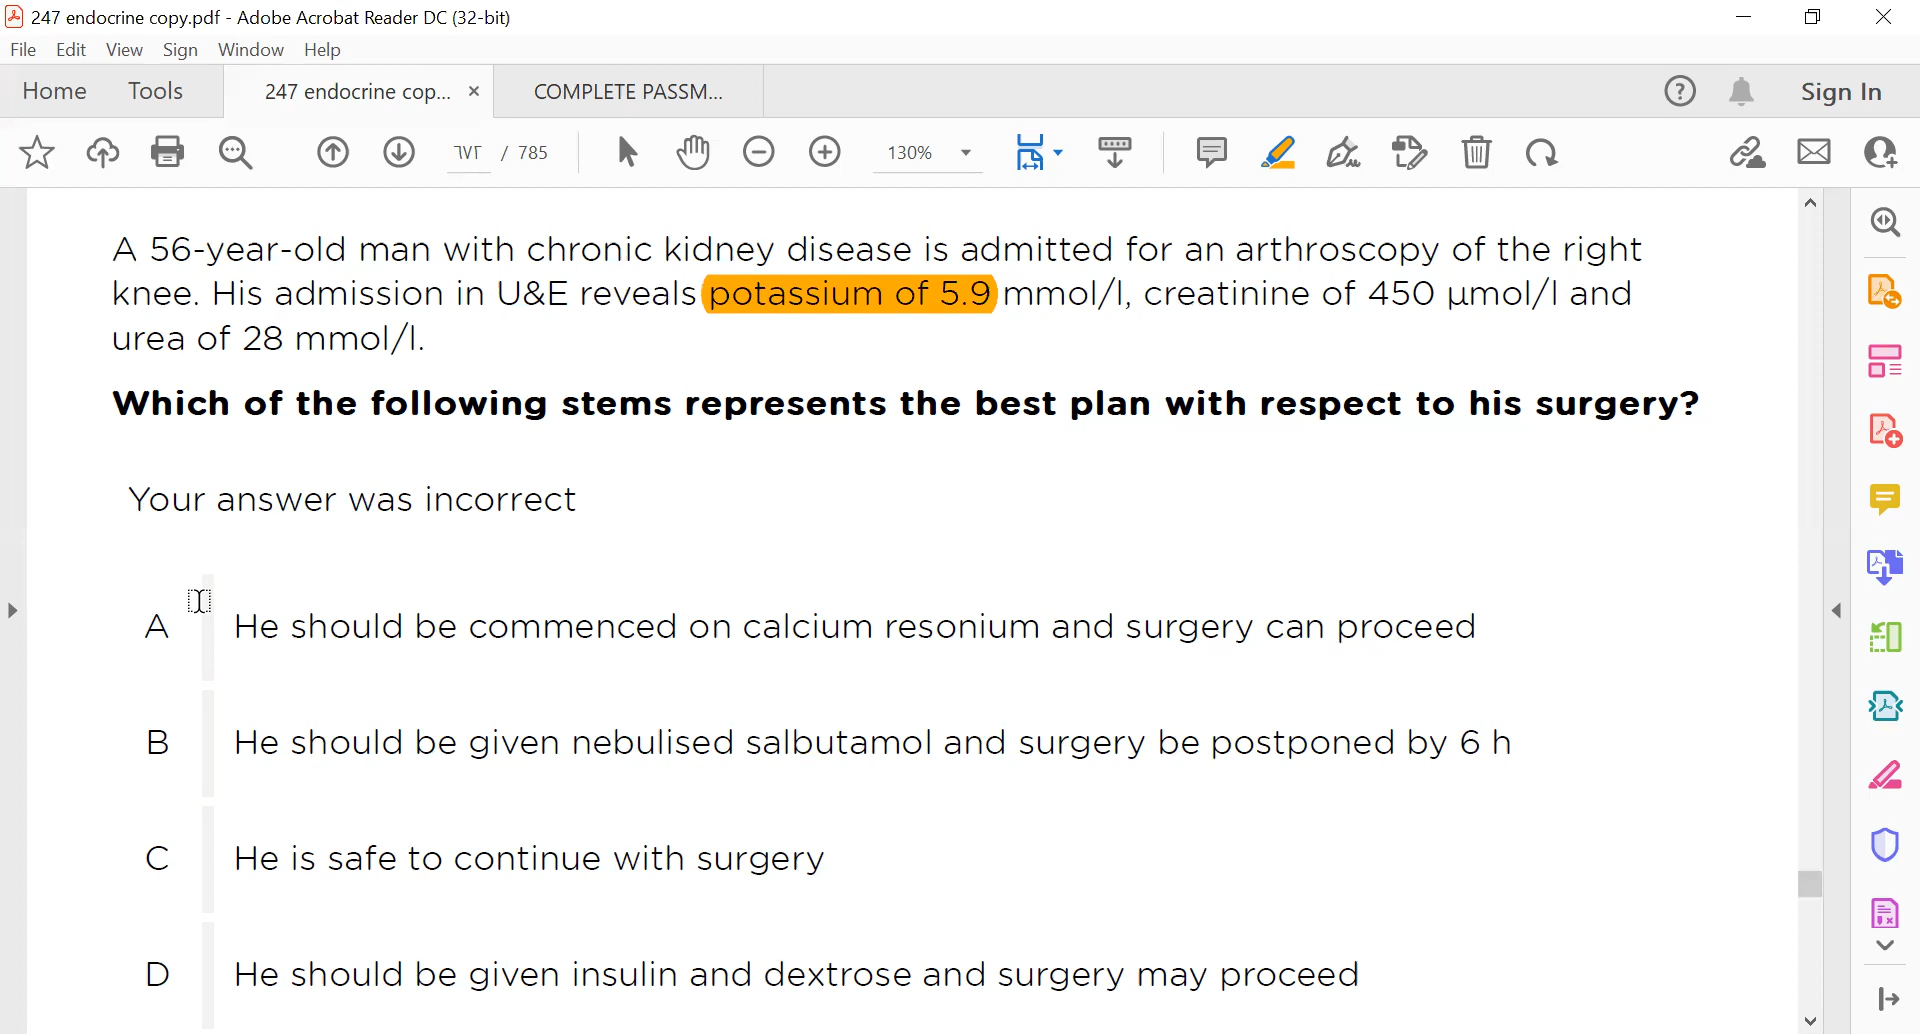 247 endocrine copy.pdf - Adobe Acrobat Reader DC (32-bit)
File Edit View Sign Window Help
Home Tools 247 endocrine cop... × COMPLETE PASSM... Sign In
٦٧٢ / 785 130%
A 56-year-old man with chronic kidney disease is admitted for an arthroscopy of the right
knee. His admission in U&E reveals potassium of 5.9 mmol/l, creatinine of 450 μmol/l and
urea of 28 mmol/l.
Which of the following stems represents the best plan with respect to his surgery?
Your answer was incorrect
A He should be commenced on calcium resonium and surgery can proceed
B He should be given nebulised salbutamol and surgery be postponed by 6 h
C He is safe to continue with surgery
D He should be given insulin and dextrose and surgery may proceed